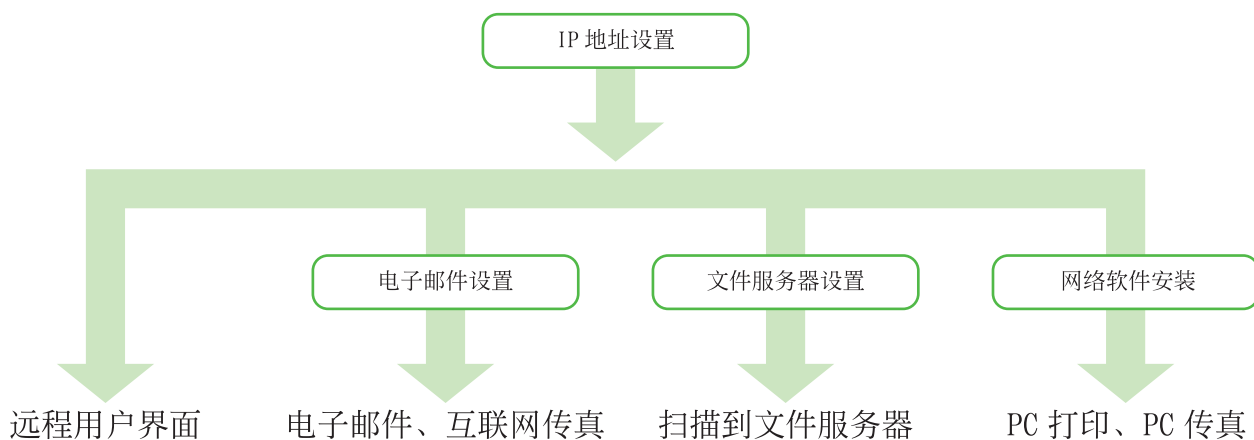 IP 地址设置
电子邮件设置
文件服务器设置
网络软件安装
远程用户界面
电子邮件、互联网传真
扫描到文件服务器
PC 打印、PC 传真